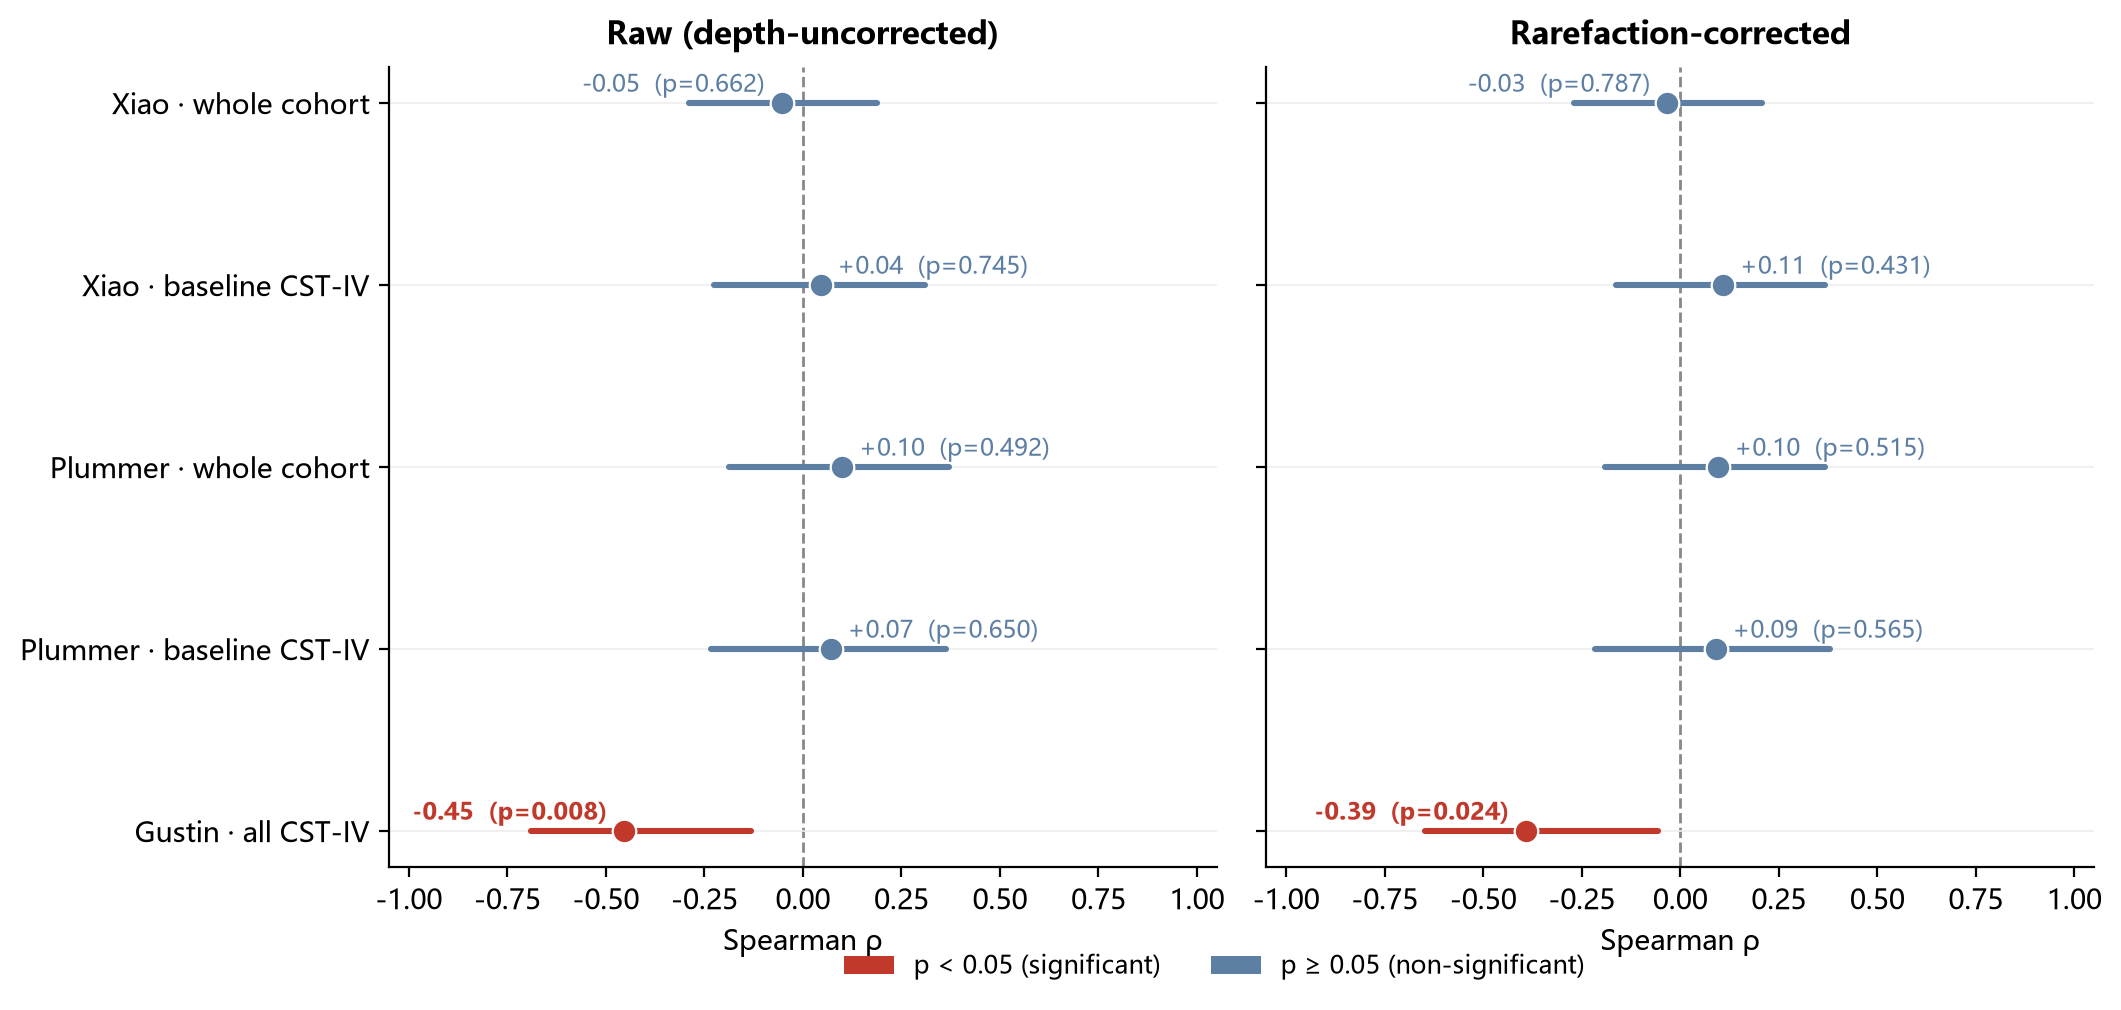 Raw (depth-uncorrected)
Rarefaction-corrected
Xiao · whole cohort
-0.05 (p=0.662)
-0.03 (p=0.787)
Xiao · baseline CST-IV
+0.04 (p=0.745)
+0.11 (p=0.431)
Plummer · whole cohort
+0.10 (p=0.492)
+0.10 (p=0.515)
Plummer · baseline CST-IV
+0.07 (p=0.650)
+0.09 (p=0.565)
Gustin · all CST-IV
-0.45 (p=0.008)
-0.39 (p=0.024)
-1.00 -0.75 -0.50 -0.25 0.00 0.25 0.50 0.75 1.00
-1.00 -0.75 -0.50 -0.25 0.00 0.25 0.50 0.75 1.00
Spearman ρ
Spearman ρ
p < 0.05 (significant)
p ≥ 0.05 (non-significant)